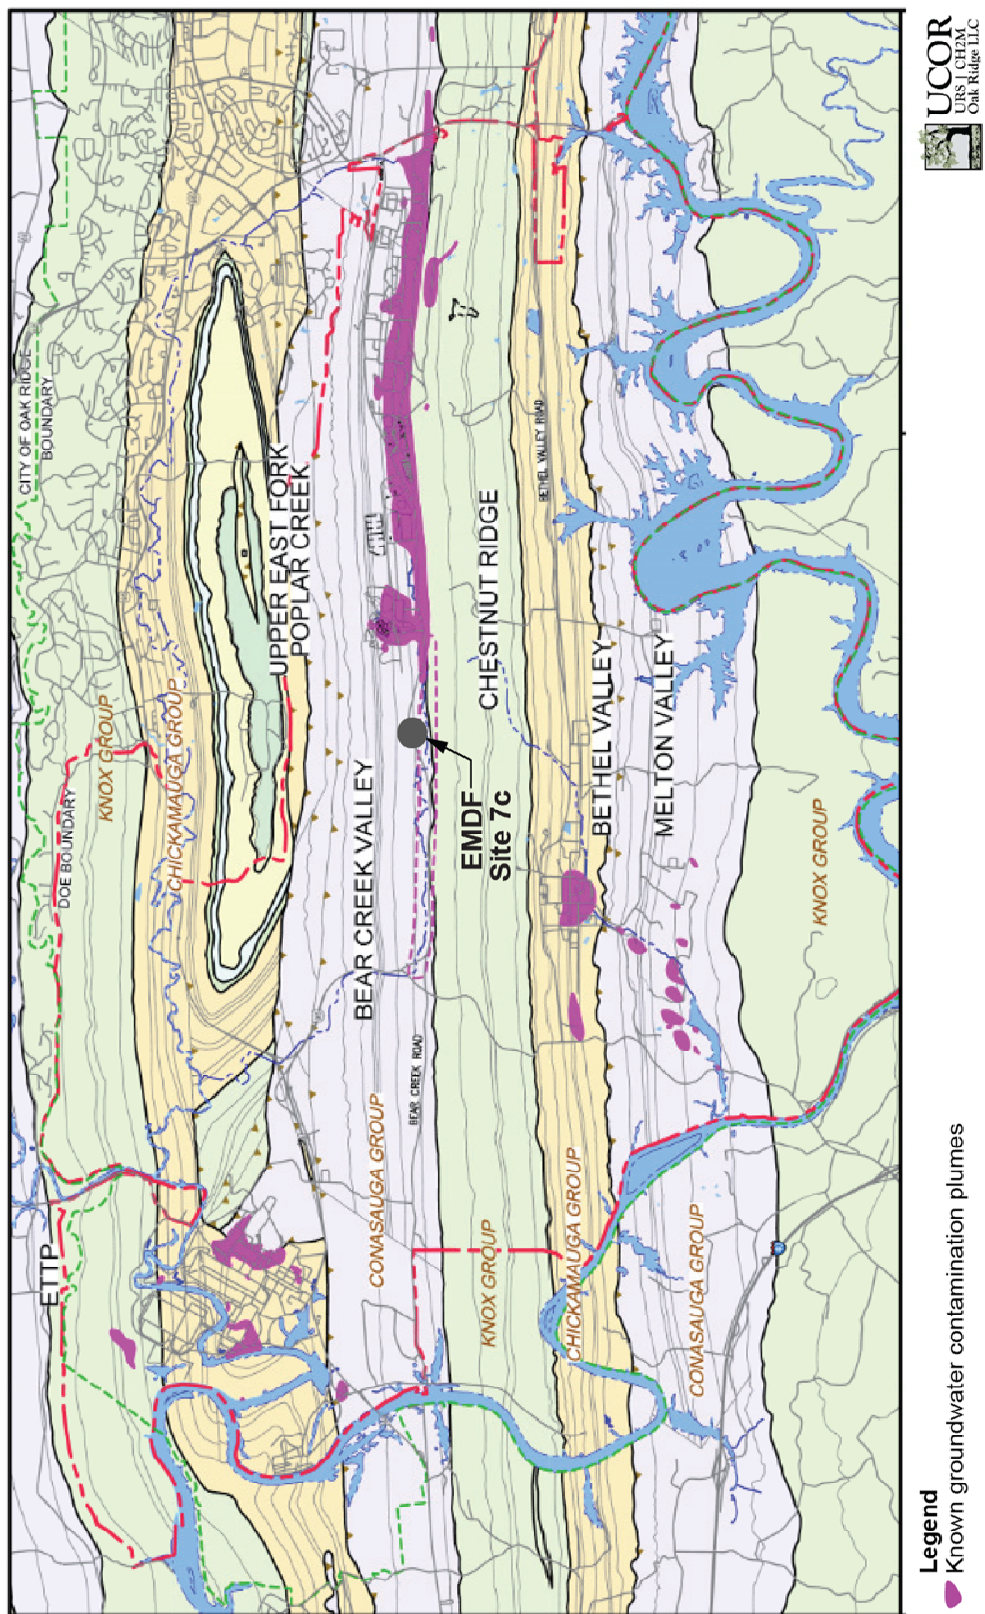 CITY OF OAK RIDGE
BOUNDARY
UPPER EAST FORK
POPLAR CREEK
DOE BOUNDARY
KNOX GROUP
CHICKAMAUGA GROUP
ETTP
BEAR CREEK VALLEY
BEAR CREEK ROAD
CONASAUGA GROUP
EMDF
Site 7c
CHESTNUT RIDGE
KNOX GROUP
BETHEL VALLEY ROAD
BETHEL VALLEY
CHICKAMAUGA GROUP
MELTON VALLEY
CONASAUGA GROUP
KNOX GROUP
Legend
Known groundwater contamination plumes
UCOR
URS | CH2M
Oak Ridge LLC